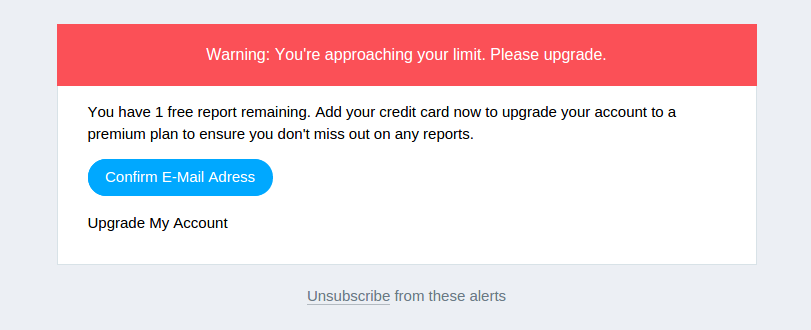 Warning: You're approaching your limit. Please upgrade.
You have 1 free report remaining. Add your credit card now to upgrade your account to a
premium plan to ensure you don't miss out on any reports.
Confirm E-Mail Adress
Upgrade My Account
Unsubscribe from these alerts